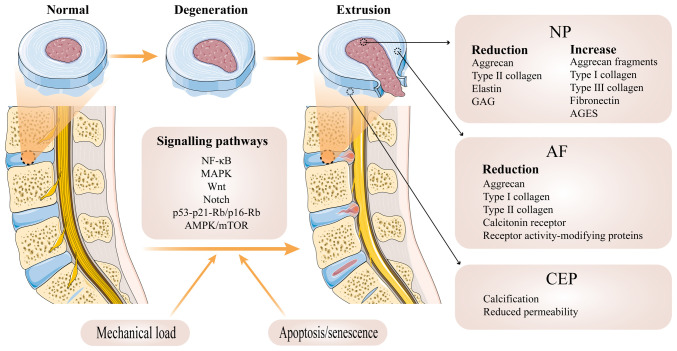 Normal
Degeneration
Extrusion
Signalling pathways
NF-κB
MAPK
Wnt
Notch
p53-p21-Rb/p16-Rb
AMPK/mTOR
Mechanical load
Apoptosis/senescence
NP
Reduction
Aggrecan
Type II collagen
Elastin
GAG
Increase
Aggrecan fragments
Type I collagen
Type III collagen
Fibronectin
AGES
AF
Reduction
Aggrecan
Type I collagen
Type II collagen
Calcitonin receptor
Receptor activity-modifying proteins
CEP
Calcification
Reduced permeability